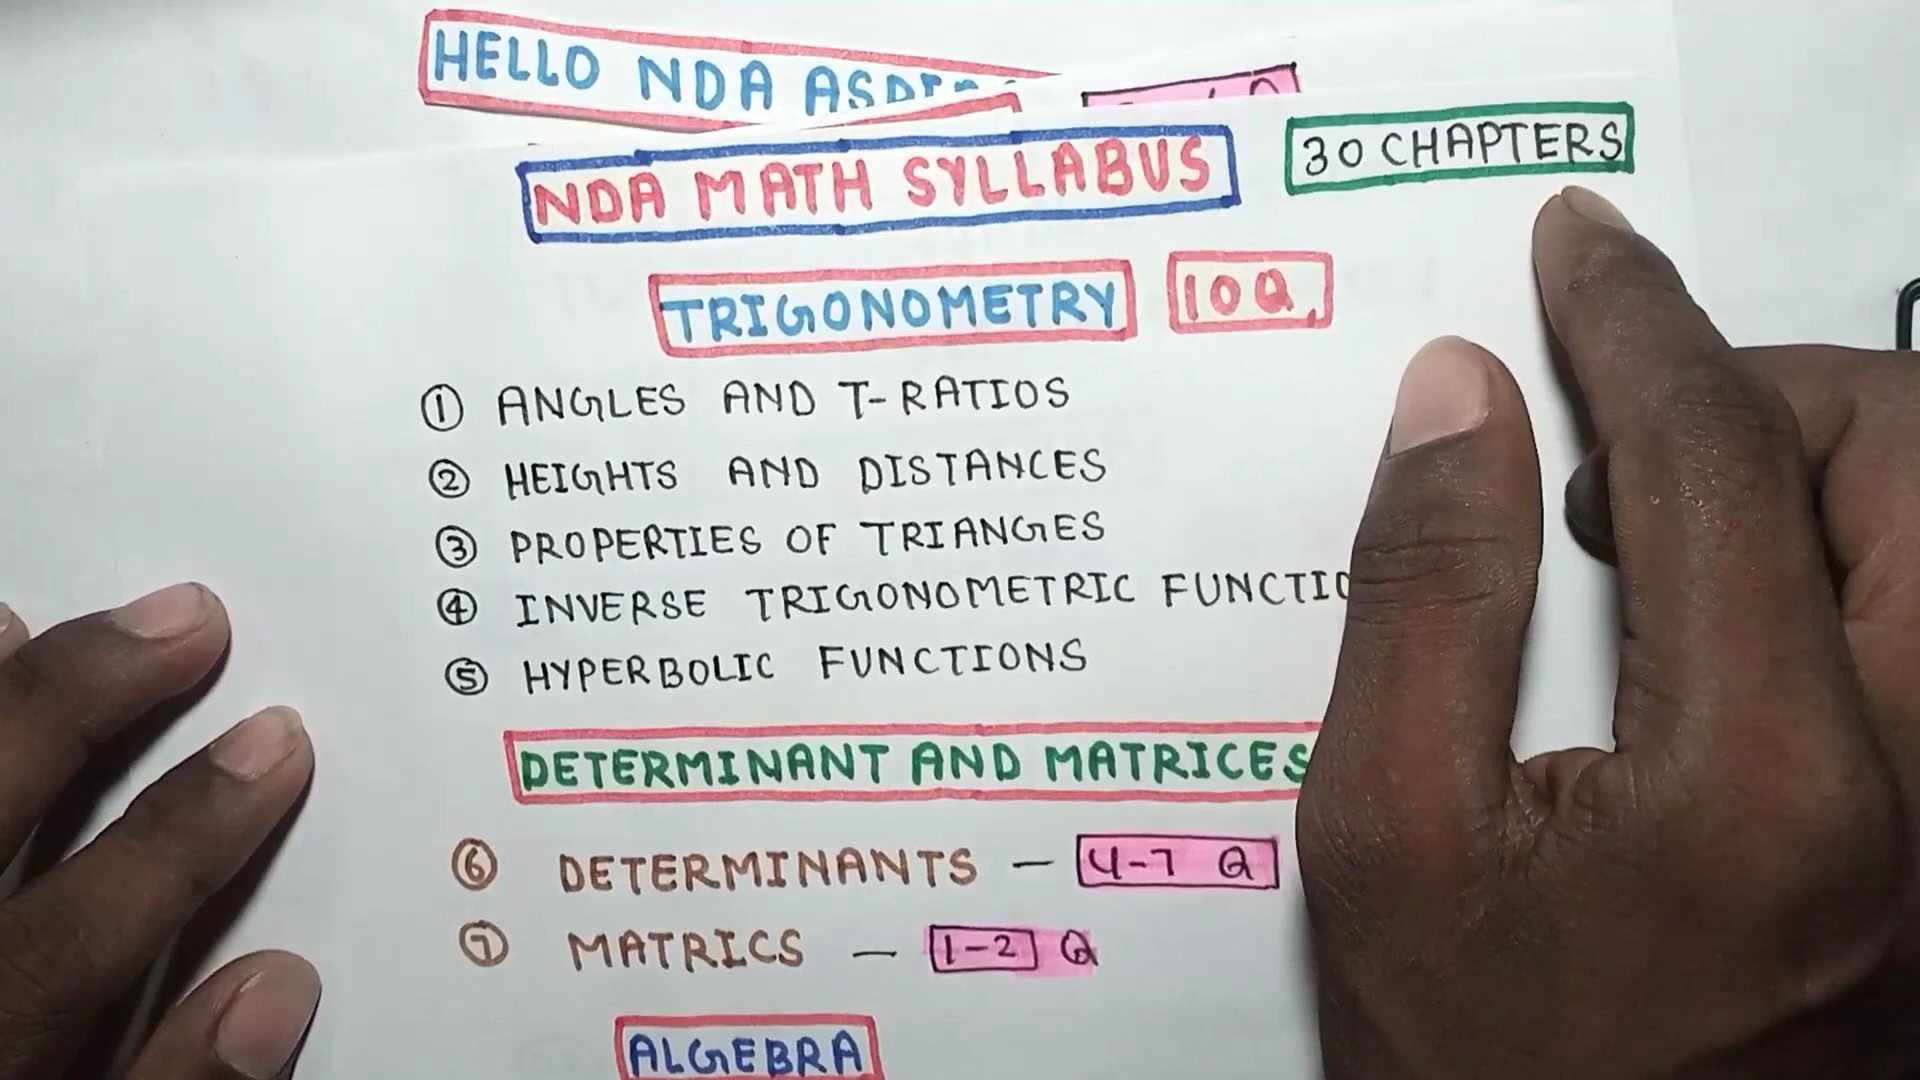 HELLO NDA
NDA MATH SYLLABUS
30 CHAPTERS
TRIGONOMETRY 10Q.
① ANGLES AND T-RATIOS
② HEIGHTS AND DISTANCES
③ PROPERTIES OF TRIANGES
④ INVERSE TRIGONOMETRIC
⑤ HYPERBOLIC FUNCTIONS
DETERMINANT AND MATRICES
⑥ DETERMINANTS - 4-7 Q
⑦ MATRICS - 1-2 Q
ALGEBRA